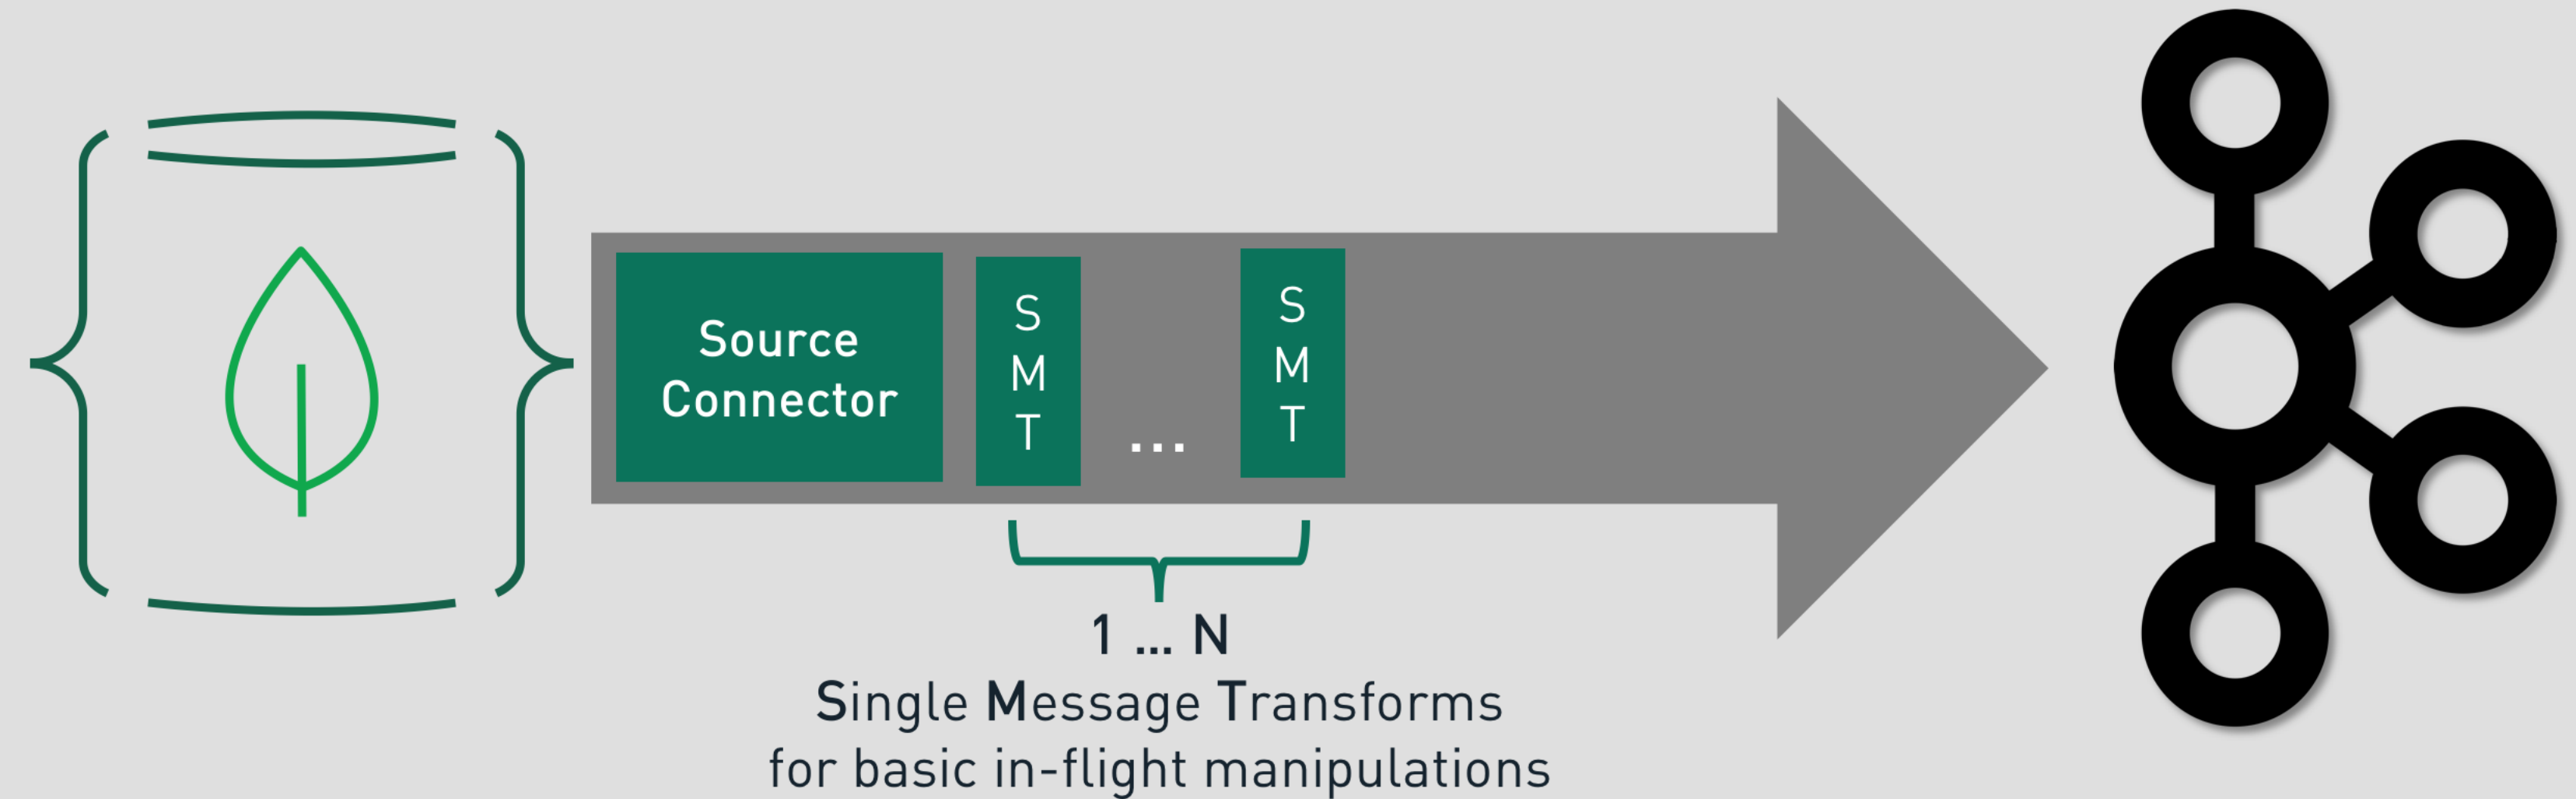 Source
Connector
S
M
T
...
S
M
T
1 ... N
Single Message Transforms
for basic in-flight manipulations